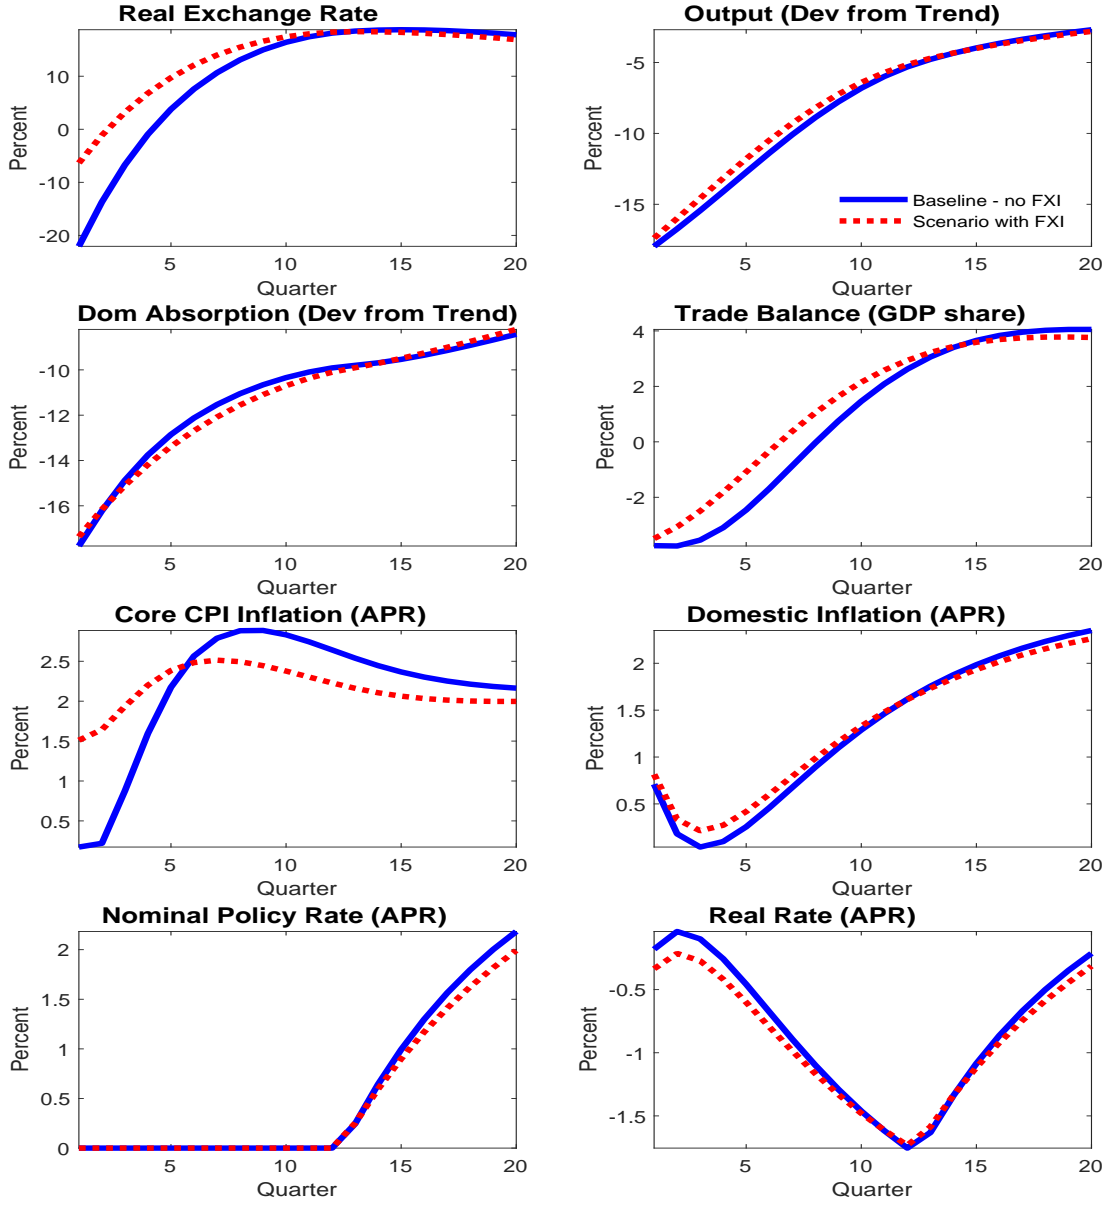 Real Exchange Rate
Percent
10
0
-10
-20
5
10
15
20
Quarter
Output (Dev from Trend)
Percent
-5
-10
-15
Baseline - no FXI
Scenario with FXI
5
10
15
20
Quarter
Dom Absorption (Dev from Trend)
Percent
-10
-12
-14
-16
5
10
15
20
Quarter
Trade Balance (GDP share)
Percent
4
2
0
-2
5
10
15
20
Quarter
Core CPI Inflation (APR)
Percent
2.5
2
1.5
1
0.5
5
10
15
20
Quarter
Domestic Inflation (APR)
Percent
2
1.5
1
0.5
5
10
15
20
Quarter
Nominal Policy Rate (APR)
Percent
2
1.5
1
0.5
0
5
10
15
20
Quarter
Real Rate (APR)
Percent
-0.5
-1
-1.5
5
10
15
20
Quarter